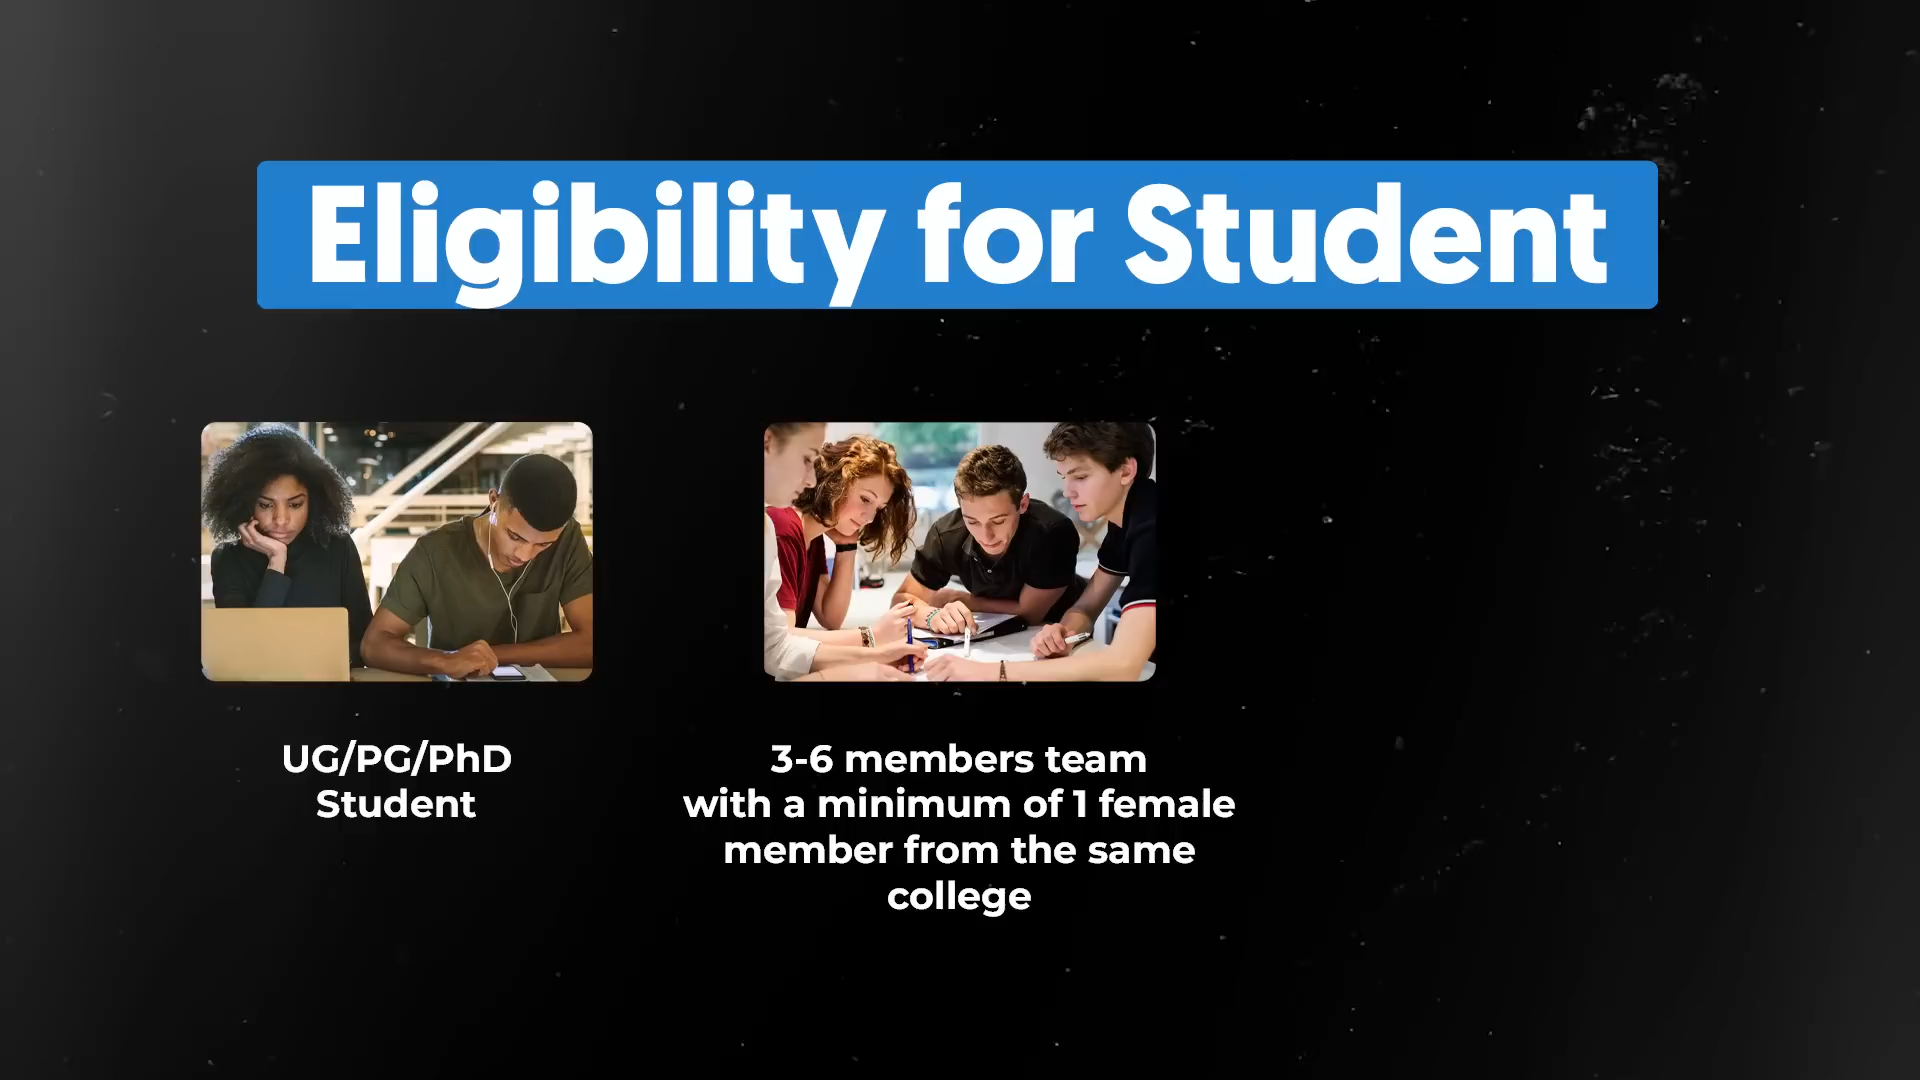 Eligibility for Student
UG/PG/PhD
Student
3-6 members team
with a minimum of 1 female
member from the same
college